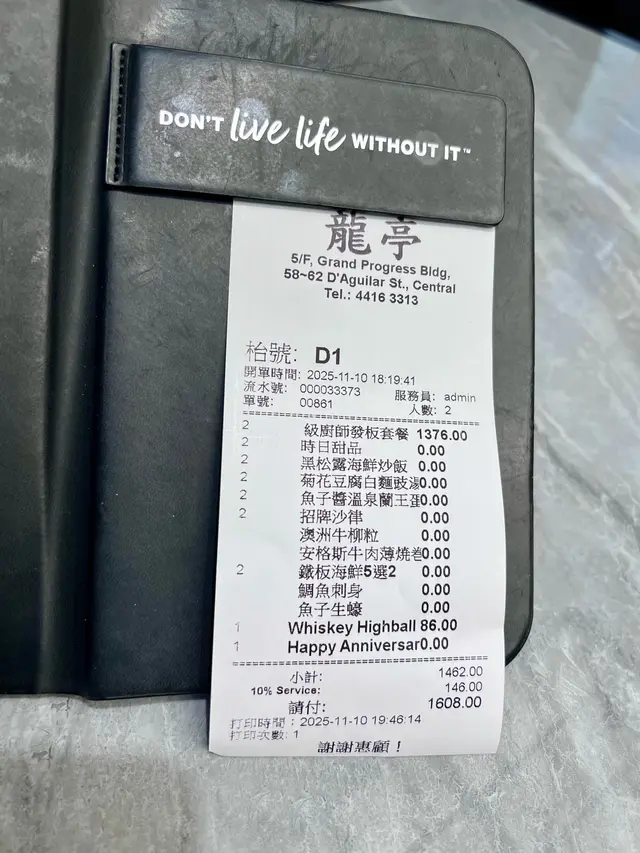 DON'T live life WITHOUT IT™
龍亭
5/F, Grand Progress Bldg,
58~62 D'Aguilar St., Central
Tel.: 4416 3313
枱號: D1
開單時間: 2025-11-10 18:19:41
流水號: 000033373 服務員: admin
單號: 00861 人數: 2
2 級廚師發板套餐 1376.00
2 時日甜品 0.00
2 黑松露海鮮炒飯 0.00
2 菊花豆腐白麵豉湯0.00
2 魚子醬溫泉蘭王蛋0.00
2 招牌沙律 0.00
澳洲牛柳粒 0.00
安格斯牛肉薄燒卷0.00
2 鐵板海鮮5選2 0.00
鯛魚刺身 0.00
魚子生蠔 0.00
1 Whiskey Highball 86.00
1 Happy Anniversar0.00
小計: 1462.00
10% Service: 146.00
請付: 1608.00
打印時間: 2025-11-10 19:46:14
打印次數: 1
謝謝惠顧!